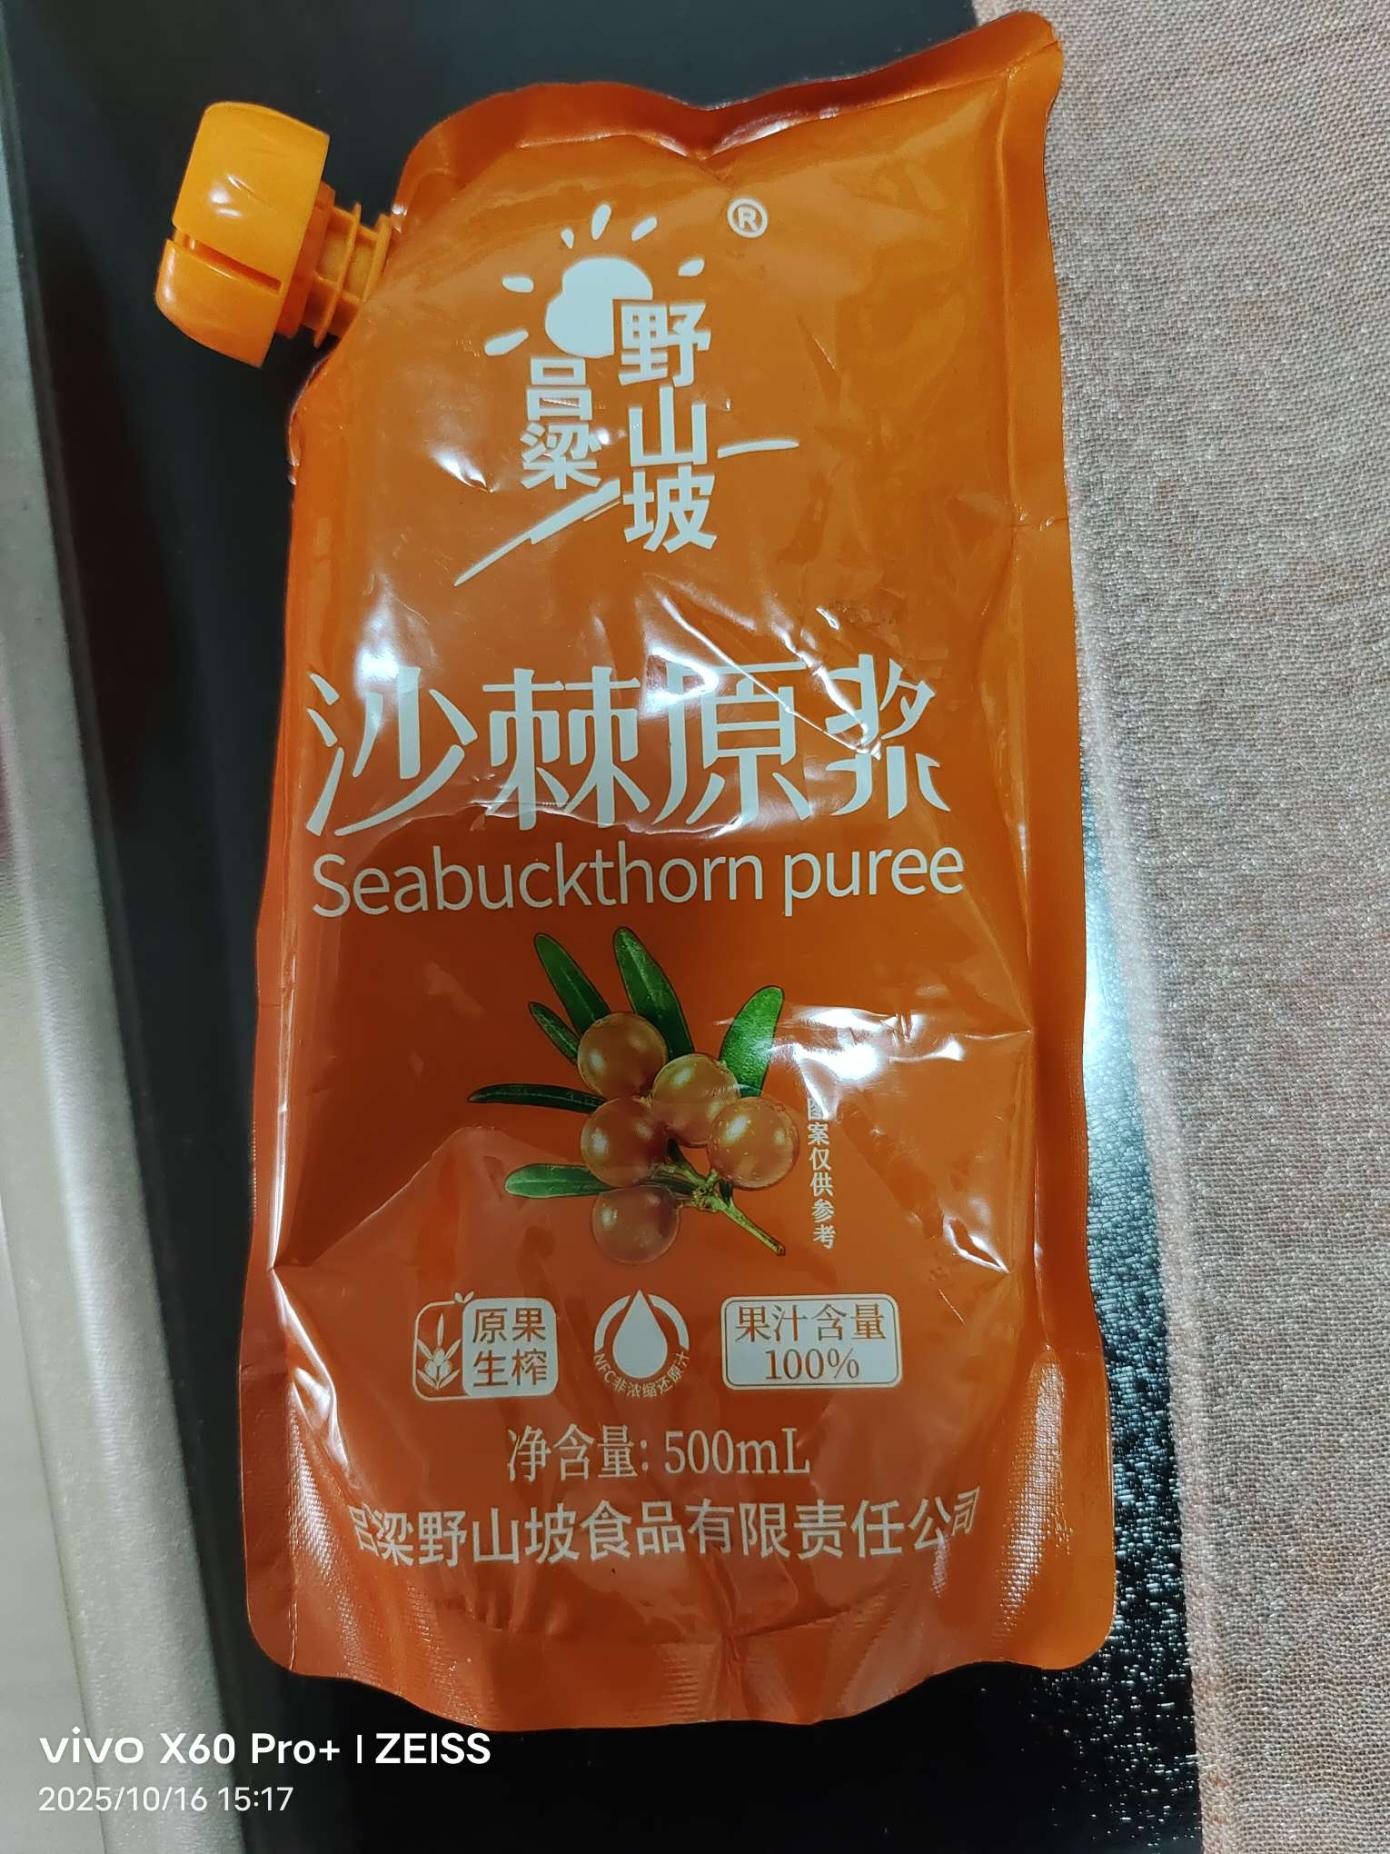 ®
野山坡
吕梁
沙棘原浆
Seabuckthorn puree
图案仅供参考
原果
生榨
NFC非浓缩还原汁
果汁含量
100%
净含量: 500mL
吕梁野山坡食品有限责任公司
vivo X60 Pro+ | ZEISS
2025/10/16 15:17